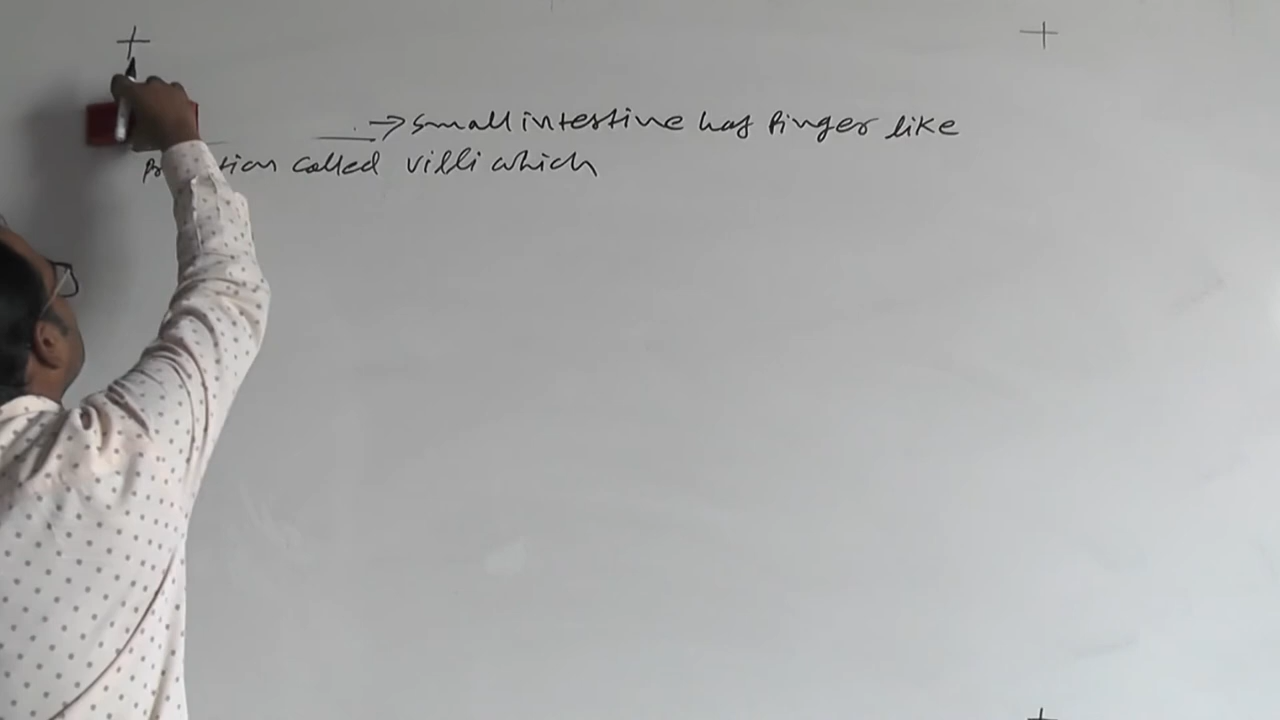 → Small intestine has finger like
called villi which